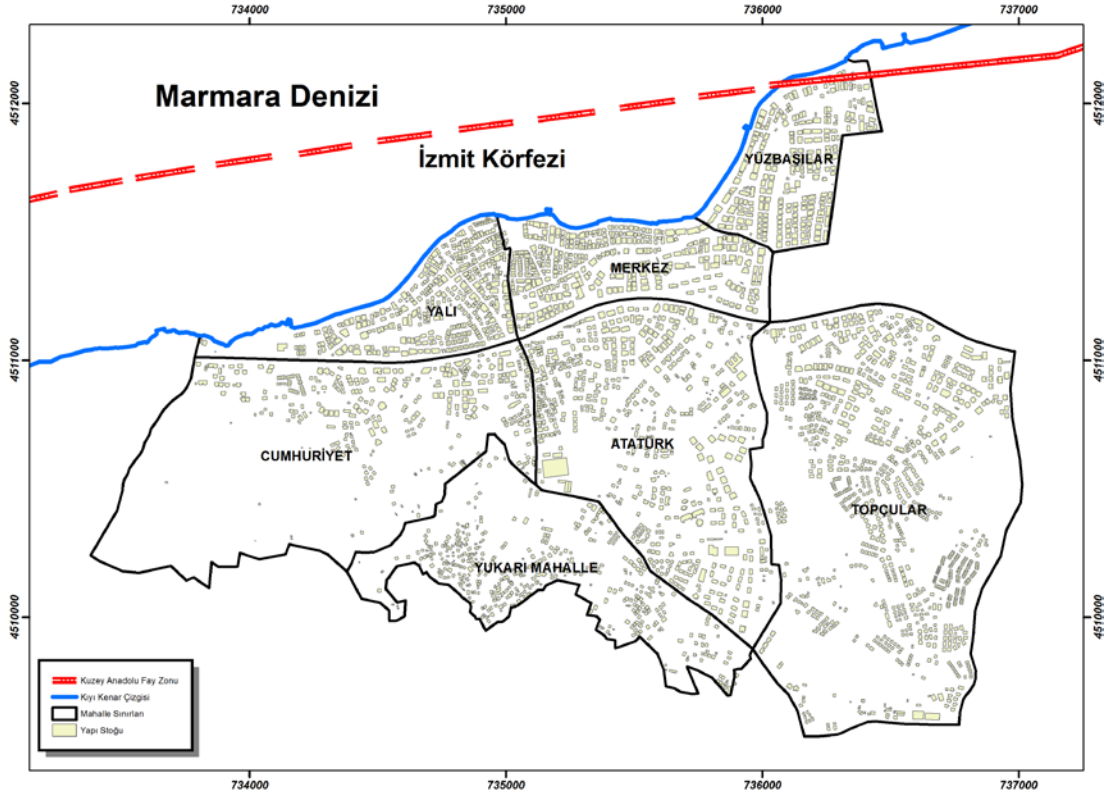 734000 735000 736000 737000
4512000 4512000
Marmara Denizi
İzmit Körfezi
YÜZBAŞILAR
MERKEZ
YALI
4511000 4511000
ATATÜRK
CUMHURİYET
TOPÇULAR
YUKARI MAHALLE
4510000 4510000
Kuzey Anadolu Fay Zonu
Kıyı Kenar Çizgisi
Mahalle Sınırları
Yapı Stoğu
734000 735000 736000 737000